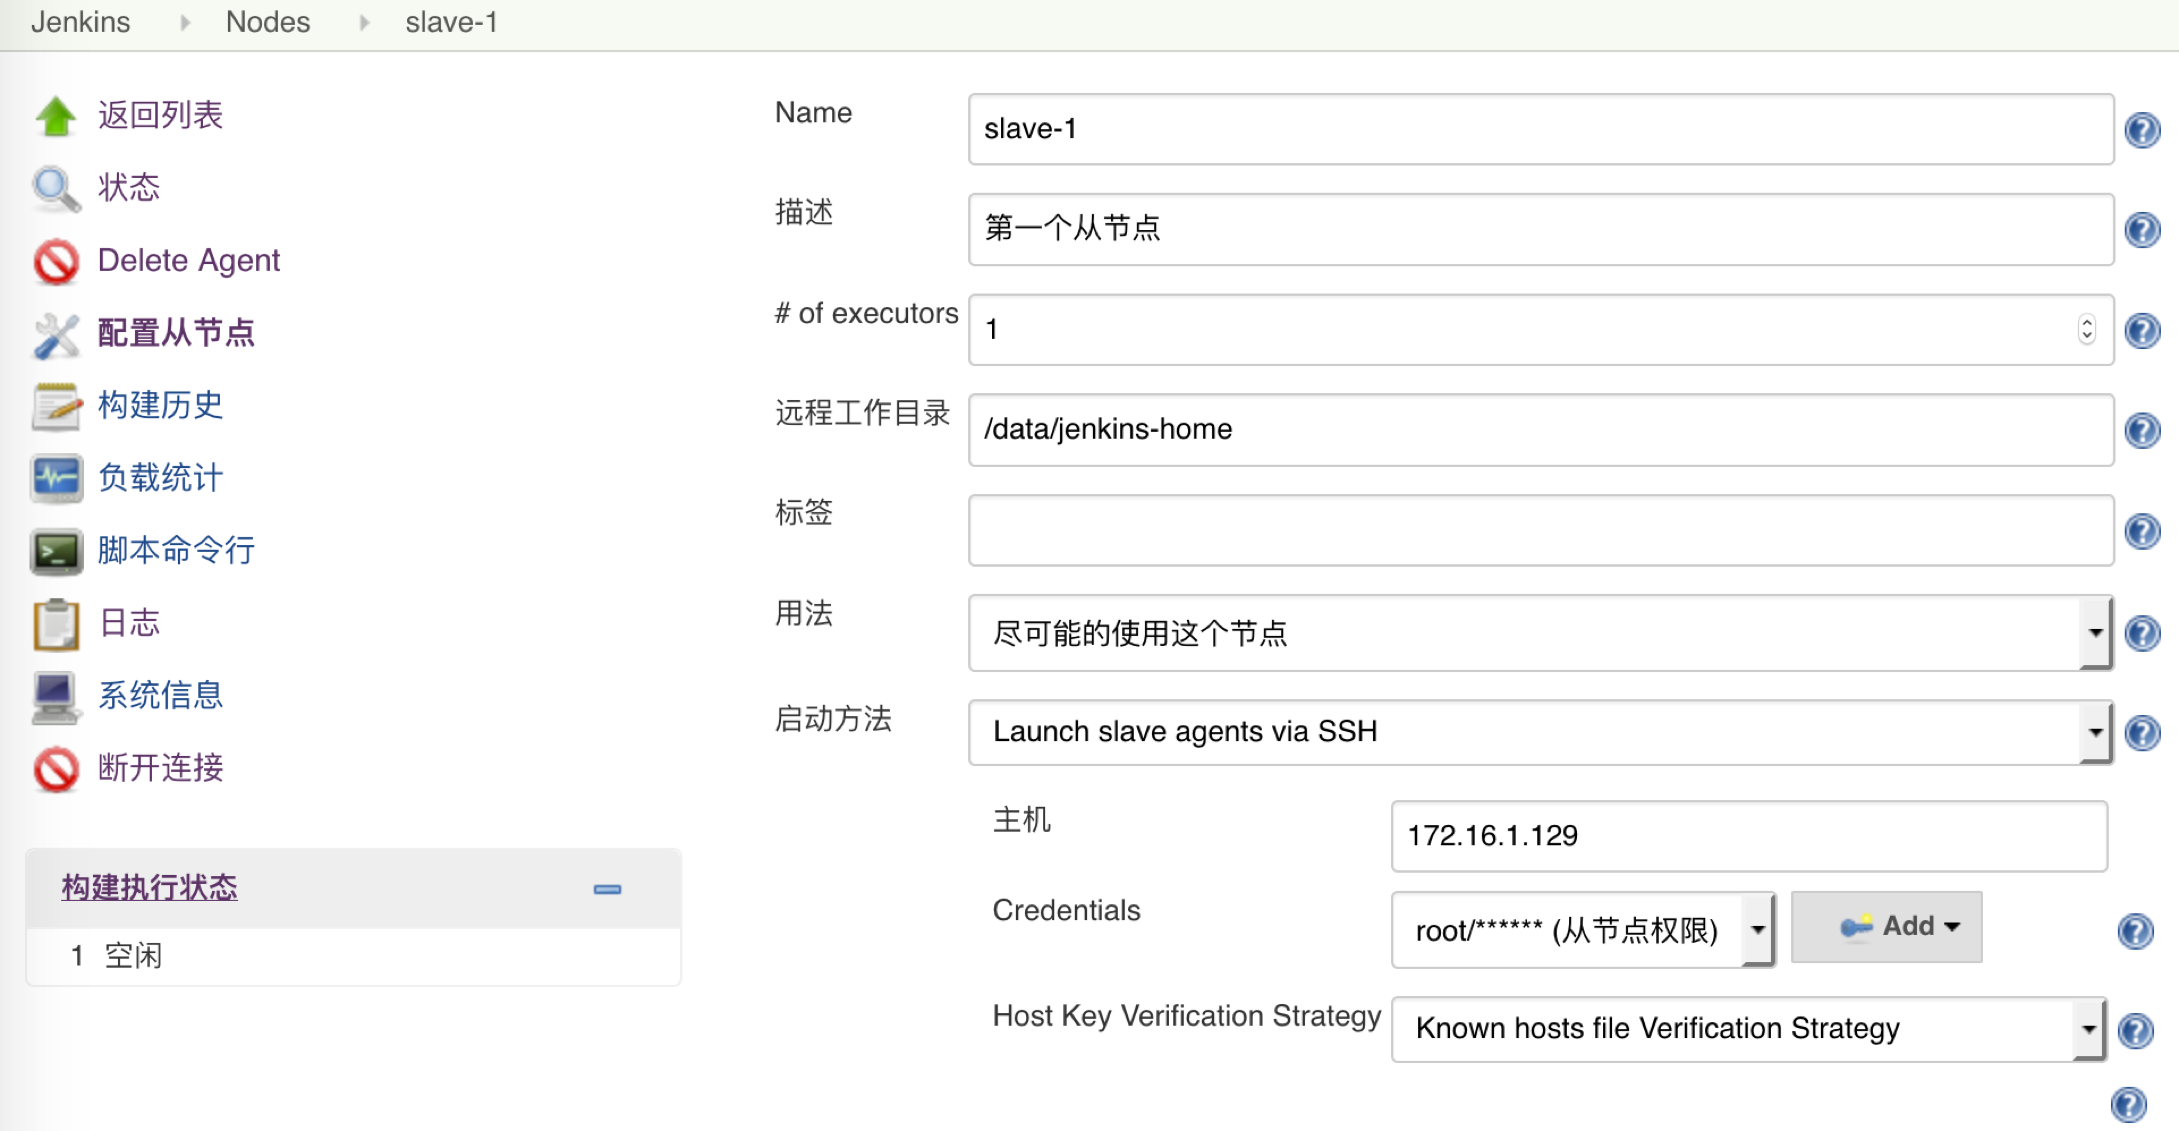 Jenkins Nodes slave-1
返回列表
状态
Delete Agent
配置从节点
构建历史
负载统计
脚本命令行
日志
系统信息
断开连接
构建执行状态
1 空闲
Name slave-1
描述 第一个从节点
# of executors 1
远程工作目录 /data/jenkins-home
标签
用法 尽可能的使用这个节点
启动方法 Launch slave agents via SSH
主机 172.16.1.129
Credentials root/****** (从节点权限) Add
Host Key Verification Strategy Known hosts file Verification Strategy